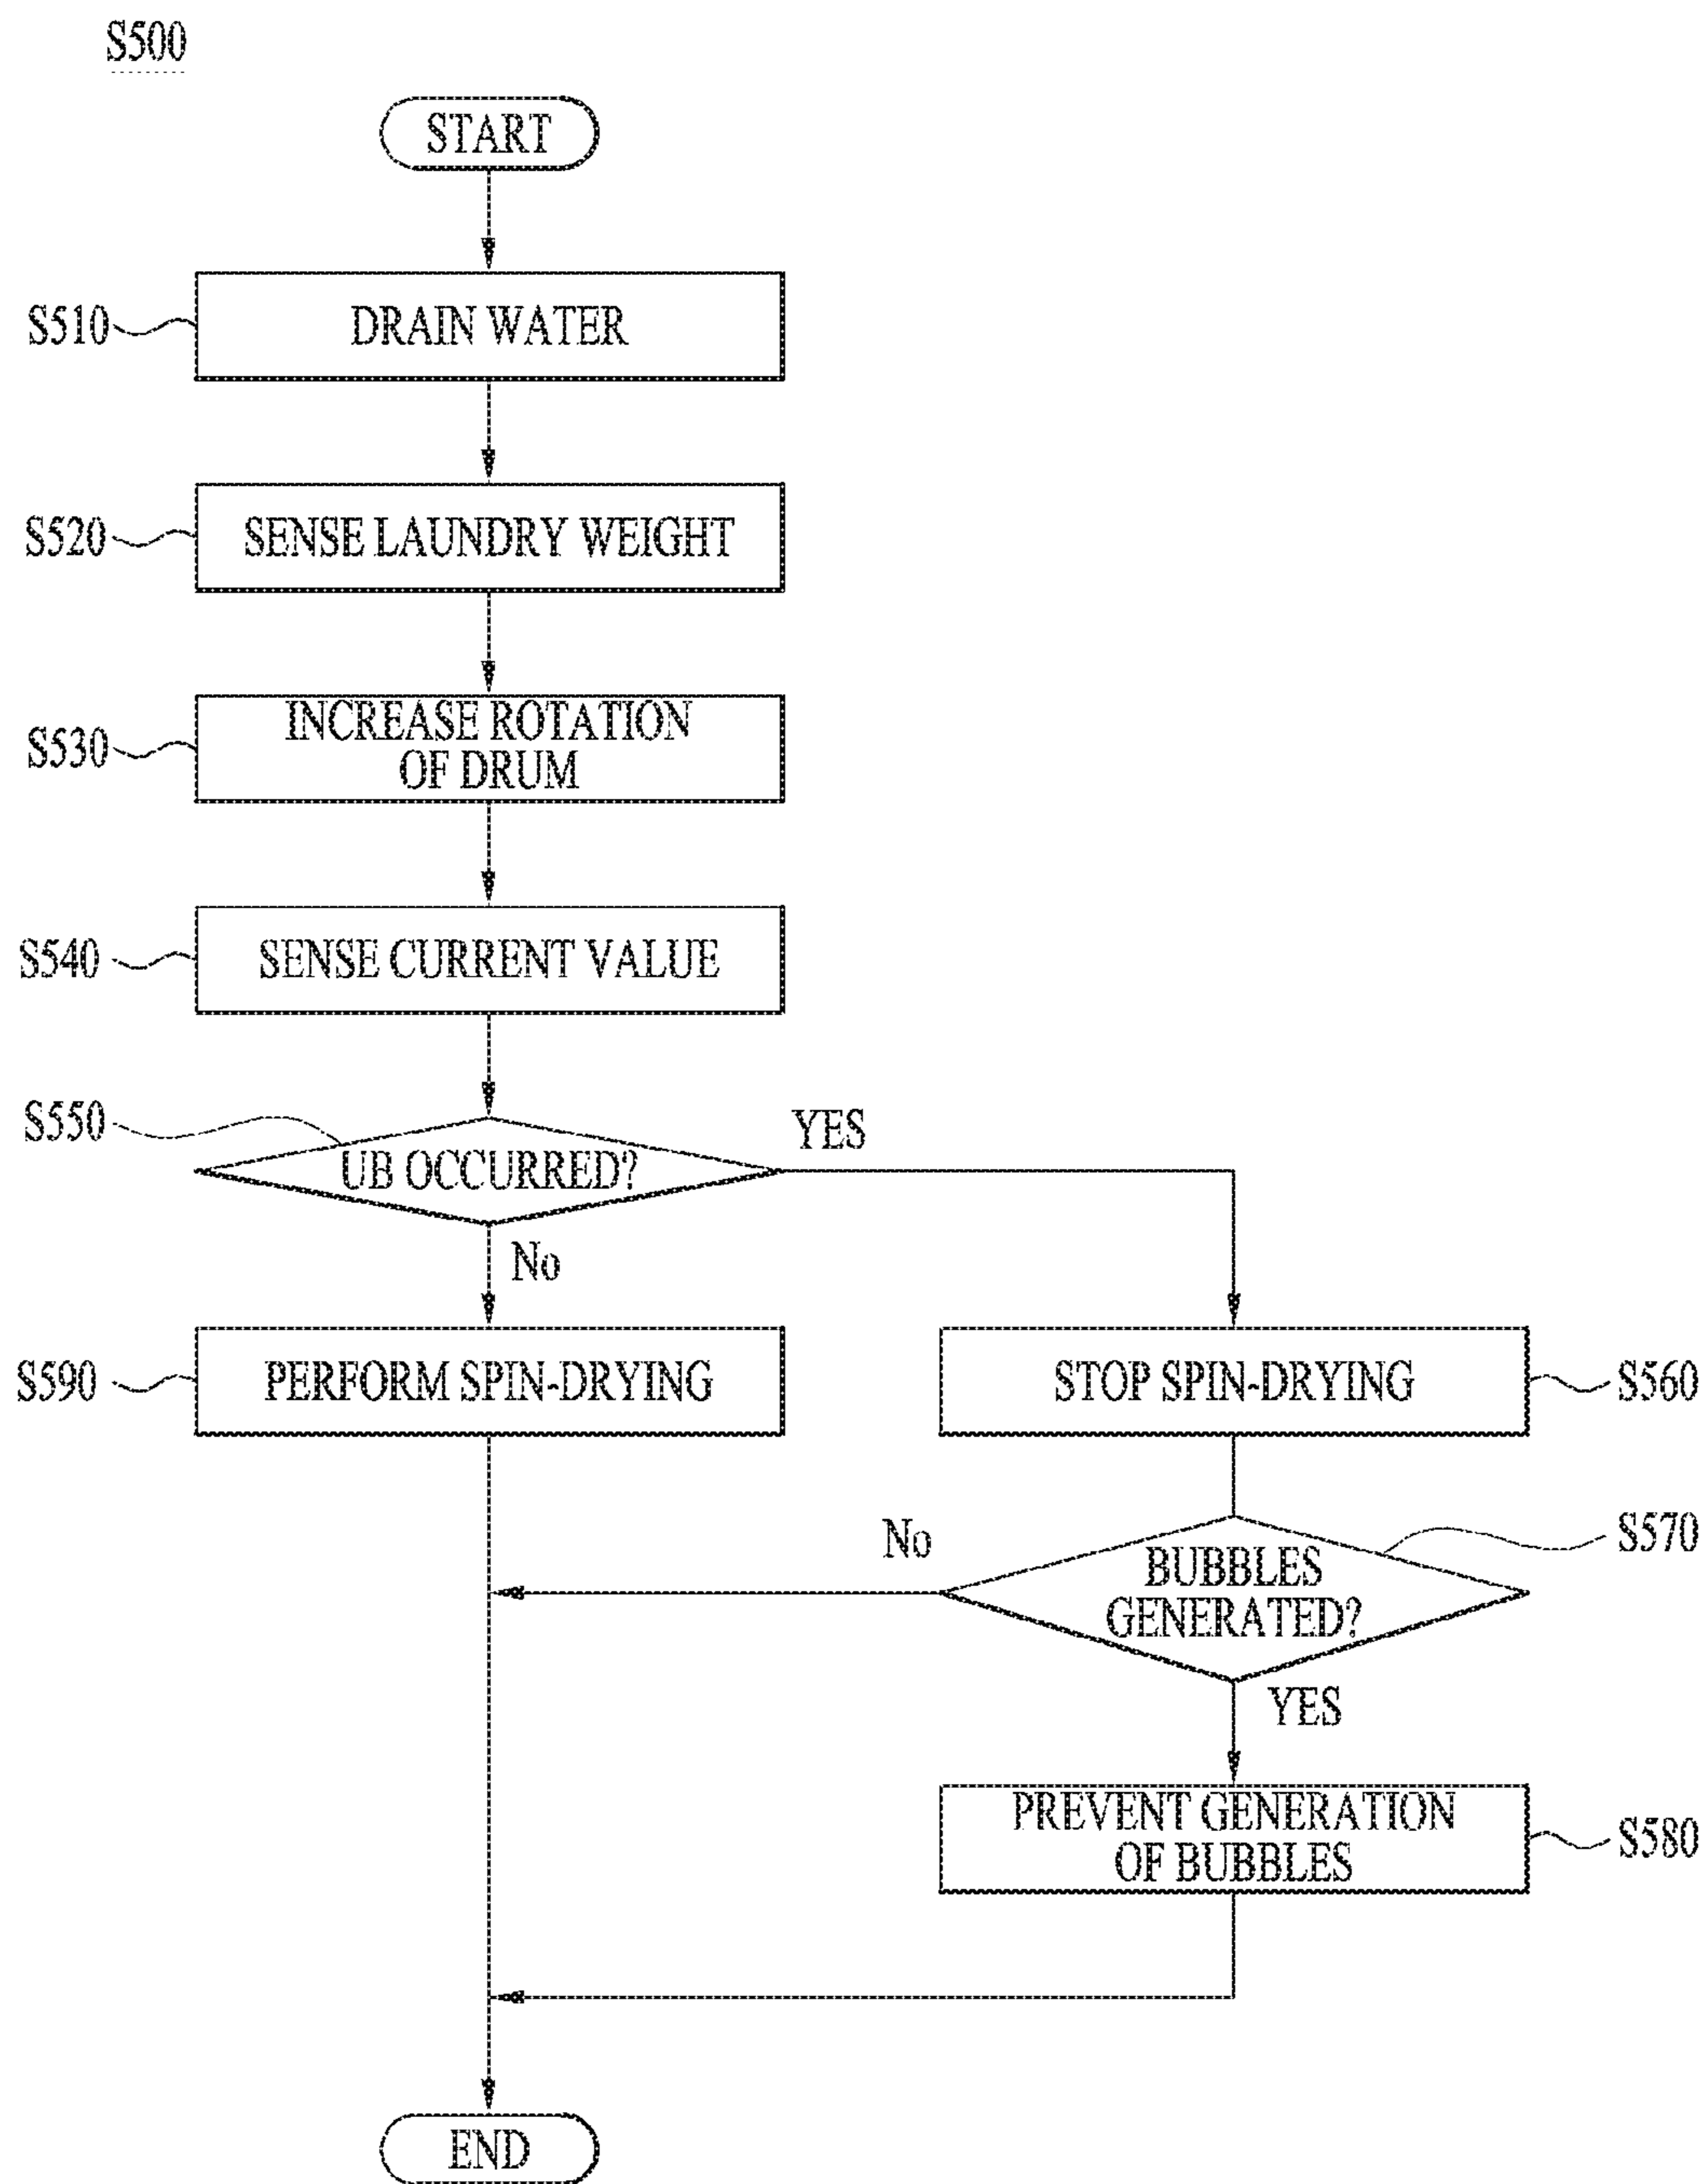 S500
START
S510
DRAIN WATER
S520
SENSE LAUNDRY WEIGHT
S530
INCREASE ROTATION
OF DRUM
S540
SENSE CURRENT VALUE
S550
UB OCCURRED?
YES
No
S590
PERFORM SPIN-DRYING
STOP SPIN-DRYING
S560
No
BUBBLES
GENERATED?
S570
YES
PREVENT GENERATION
OF BUBBLES
S580
END